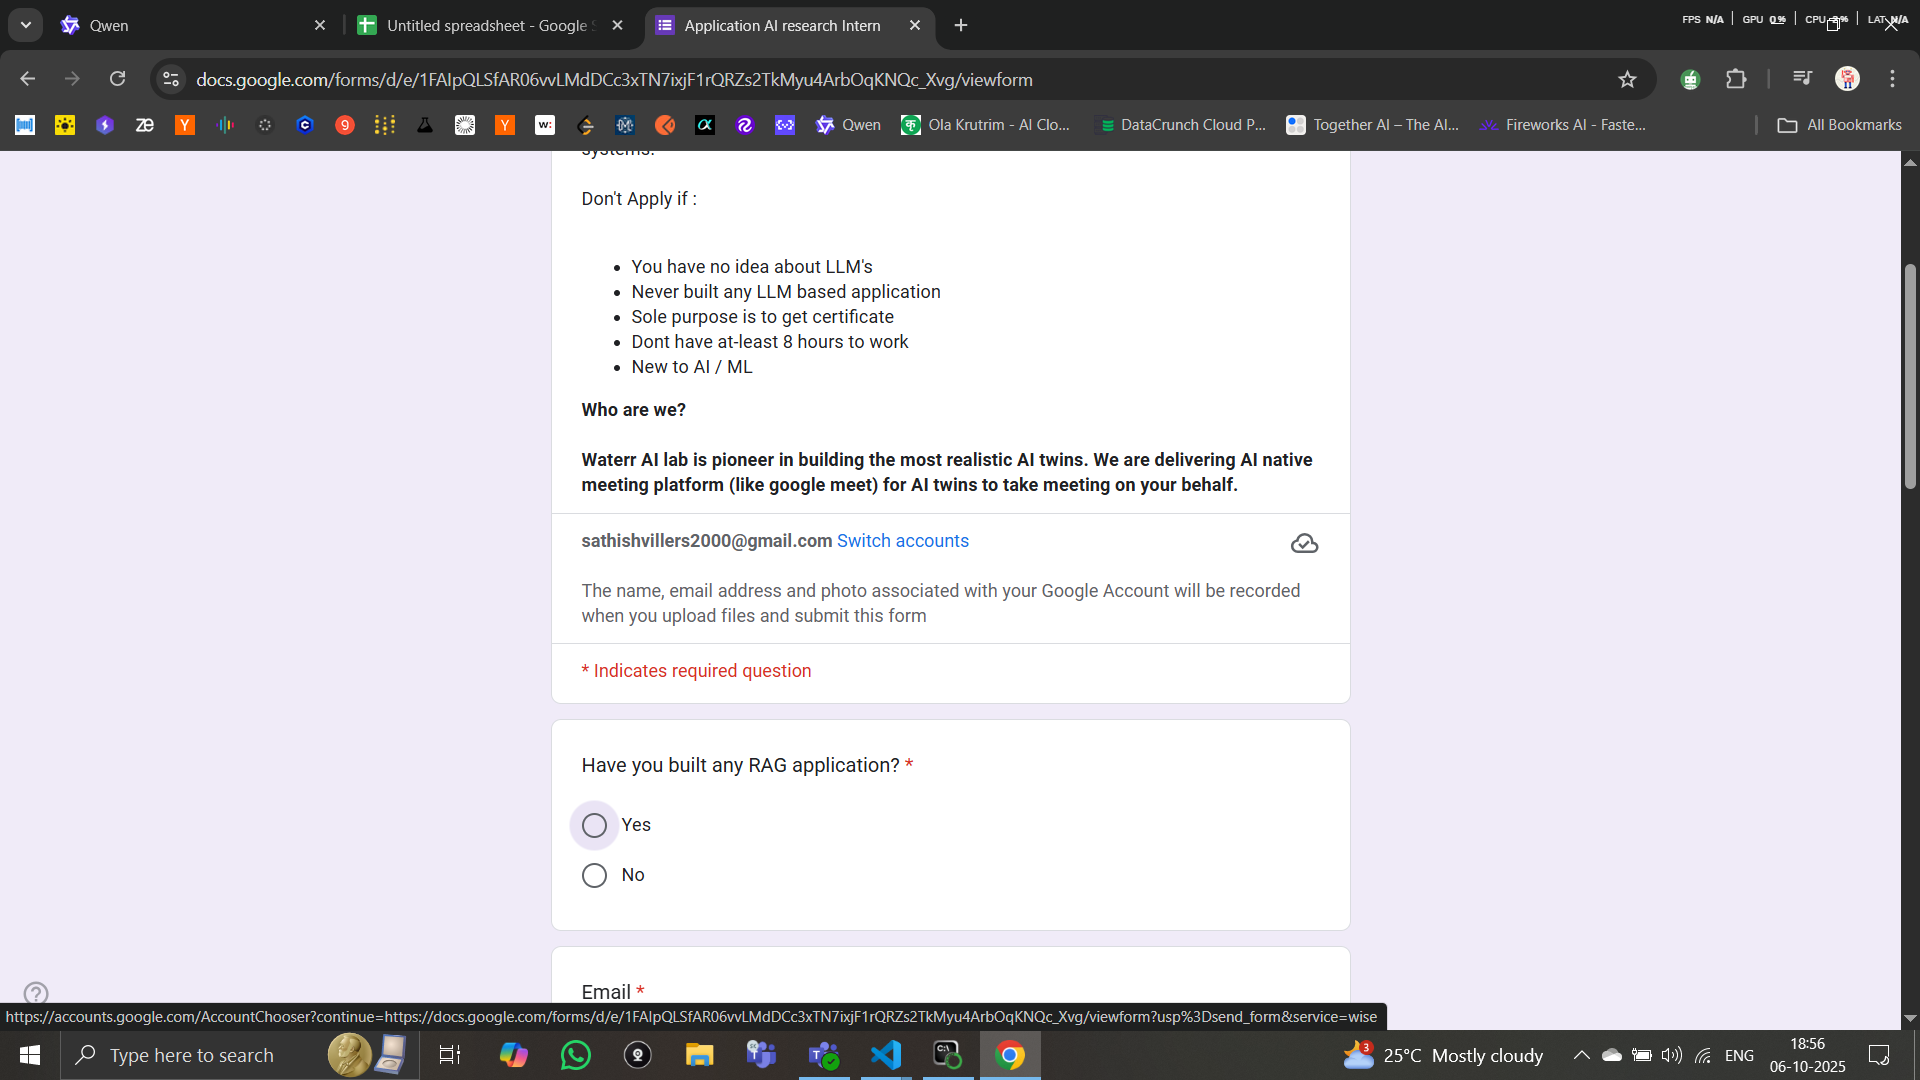 Qwen
Untitled spreadsheet - Google S
Application AI research Intern
FPS N/A GPU 0% CPU LAT N/A
docs.google.com/forms/d/e/1FAIpQLSfAR06vvLMdDCc3xTN7ixjF1rQRZs2TkMyu4ArbOqKNQc_Xvg/viewform
Qwen
Ola Krutrim - AI Clo...
DataCrunch Cloud P...
Together AI – The AI...
Fireworks AI - Faste...
All Bookmarks
systems.
Don't Apply if :
You have no idea about LLM's
Never built any LLM based application
Sole purpose is to get certificate
Dont have at-least 8 hours to work
New to AI / ML
Who are we?
Waterr AI lab is pioneer in building the most realistic AI twins. We are delivering AI native
meeting platform (like google meet) for AI twins to take meeting on your behalf.
sathishvillers2000@gmail.com Switch accounts
The name, email address and photo associated with your Google Account will be recorded
when you upload files and submit this form
* Indicates required question
Have you built any RAG application? *
Yes
No
Email *
https://accounts.google.com/AccountChooser?continue=https://docs.google.com/forms/d/e/1FAIpQLSfAR06vvLMdDCc3xTN7ixjF1rQRZs2TkMyu4ArbOqKNQc_Xvg/viewform?usp%3Dsend_form&service=wise
Type here to search
3
25°C Mostly cloudy
ENG
18:56
06-10-2025